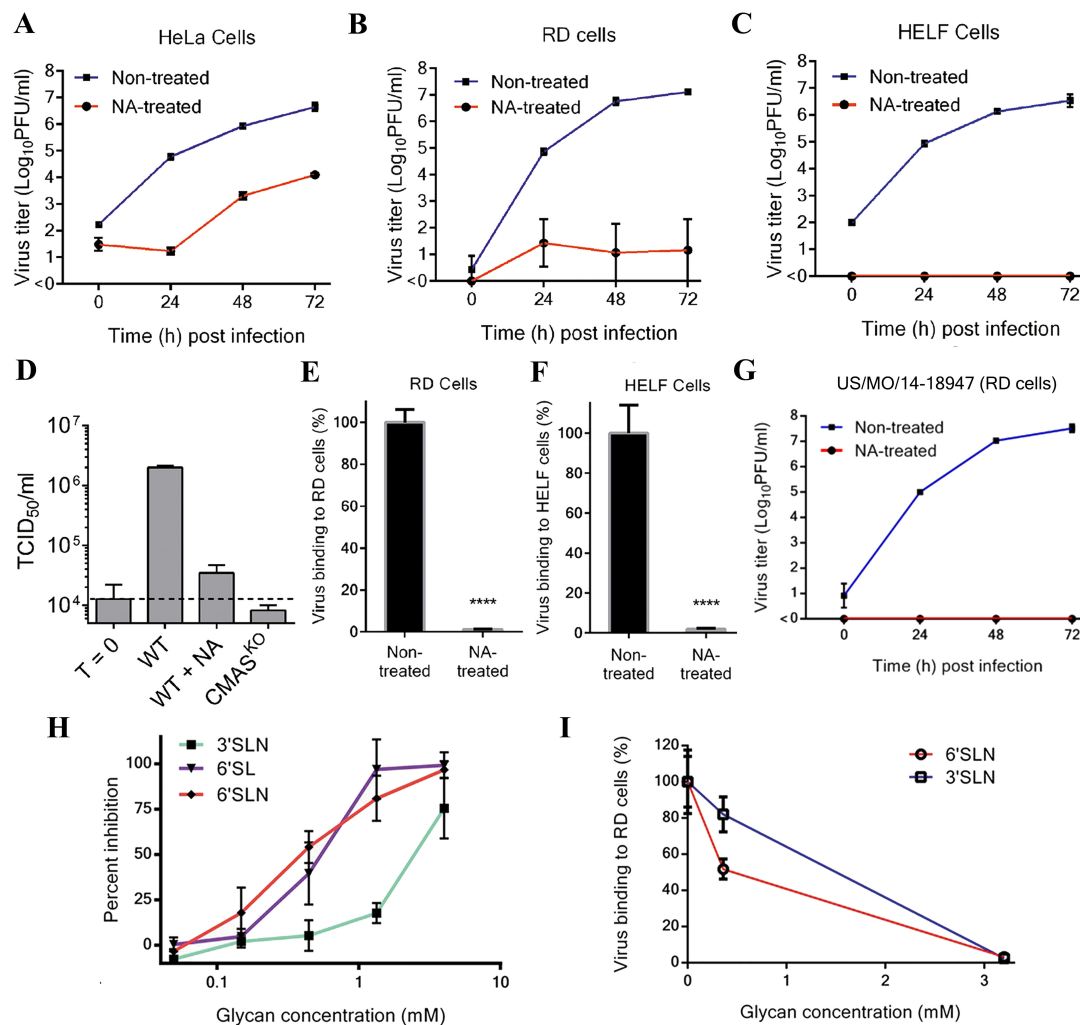 A
HeLa Cells
Virus titer (Log10PFU/ml)
8
7
6
5
4
3
2
1
<0
Non-treated
NA-treated
0 24 48 72
Time (h) post infection
B
RD cells
Virus titer (Log10PFU/ml)
8
7
6
5
4
3
2
1
<0
Non-treated
NA-treated
0 24 48 72
Time (h) post infection
C
HELF Cells
Virus titer (Log10PFU/ml)
8
7
6
5
4
3
2
1
<0
Non-treated
NA-treated
0 24 48 72
Time (h) post infection
D
TCID50/ml
10^7
10^6
10^5
10^4
T = 0
WT
WT + NA
CMAS^KO
E
RD Cells
Virus binding to RD cells (%)
100
80
60
40
20
0
****
Non-
treated
NA-
treated
F
HELF Cells
Virus binding to HELF cells (%)
100
80
60
40
20
0
****
Non-
treated
NA-
treated
G
US/MO/14-18947 (RD cells)
Virus titer (Log10PFU/ml)
8
7
6
5
4
3
2
1
<0
Non-treated
NA-treated
0 24 48 72
Time (h) post infection
H
3'SLN
6'SL
6'SLN
Percent inhibition
100
75
50
25
0
0.1 1 10
Glycan concentration (mM)
I
Virus binding to RD cells (%)
120
100
80
60
40
20
0
6'SLN
3'SLN
0 1 2 3
Glycan concentration (mM)